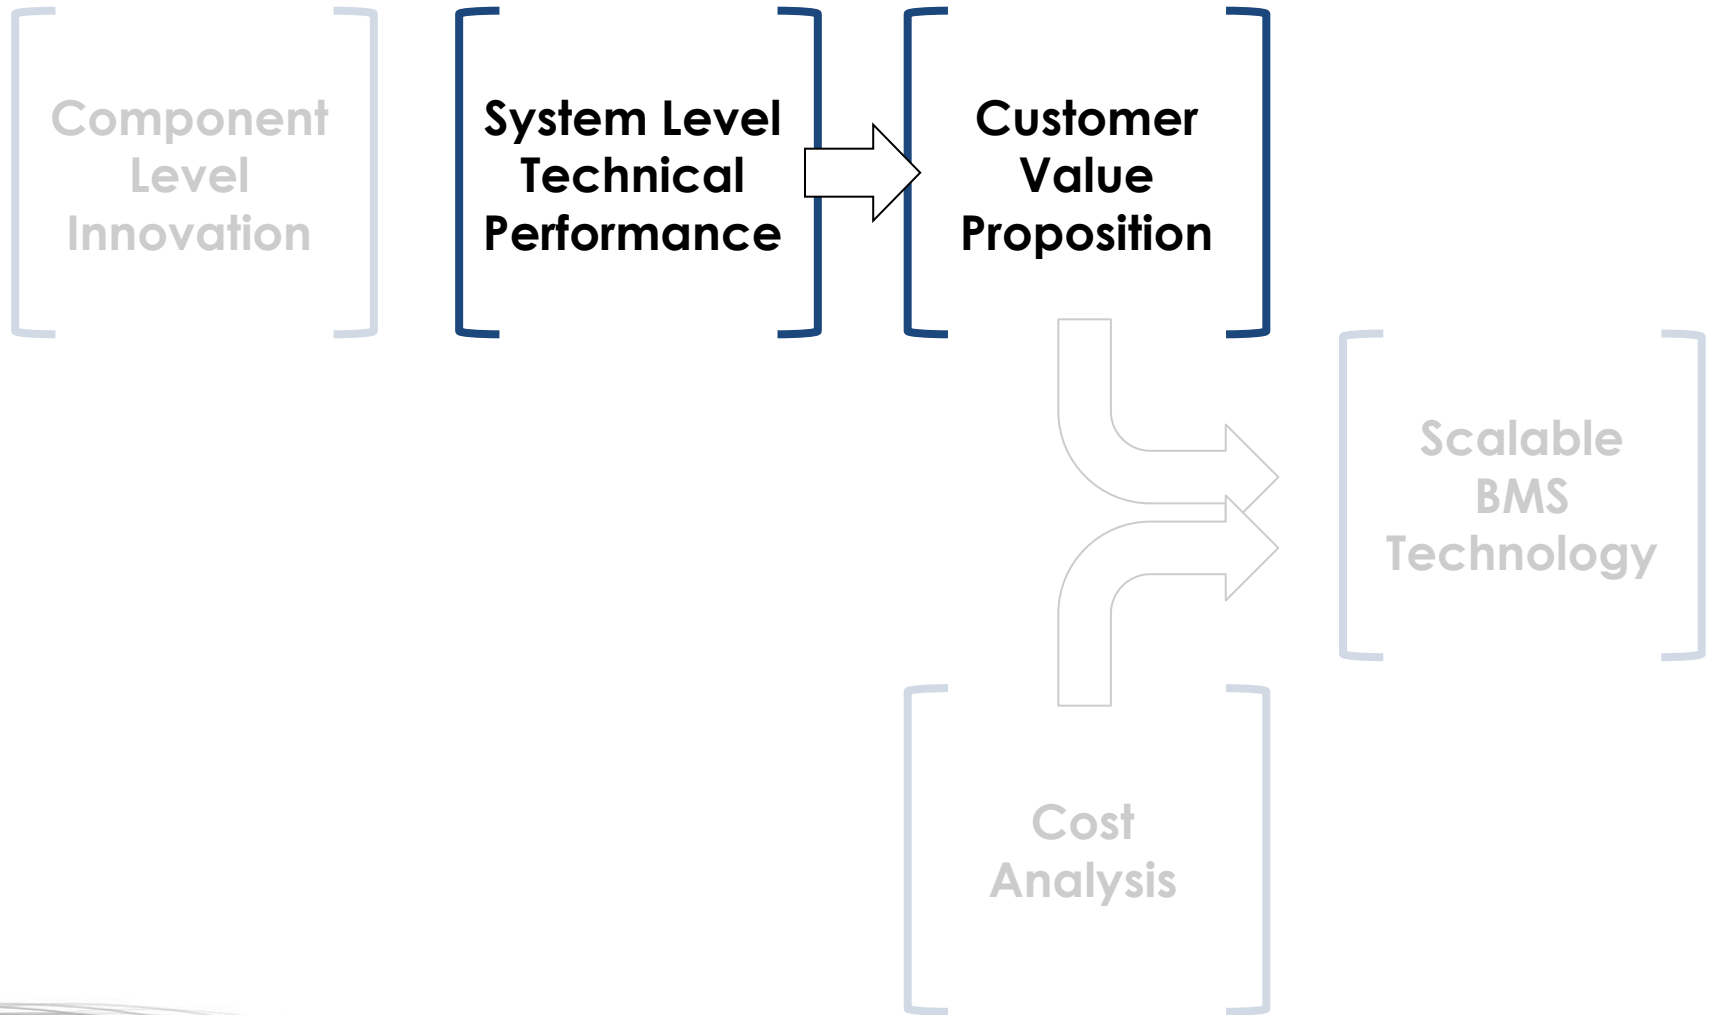 Component
Level
Innovation
System Level
Technical
Performance
Customer
Value
Proposition
Scalable
BMS
Technology
Cost
Analysis